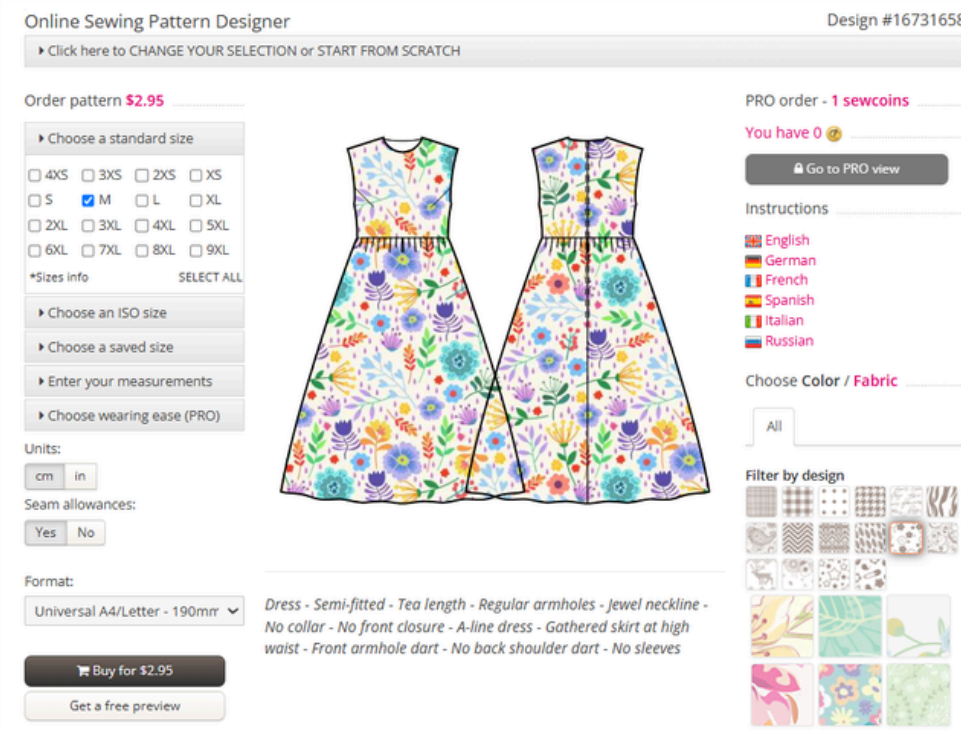 Online Sewing Pattern Designer
Design #16731658
Click here to CHANGE YOUR SELECTION or START FROM SCRATCH
Order pattern $2.95
Choose a standard size
4XS 3XS 2XS XS
S M L XL
2XL 3XL 4XL 5XL
6XL 7XL 8XL 9XL
*Sizes info SELECT ALL
Choose an ISO size
Choose a saved size
Enter your measurements
Choose wearing ease (PRO)
Units:
cm in
Seam allowances:
Yes No
Format:
Universal A4/Letter - 190mm
Buy for $2.95
Get a free preview
Dress - Semi-fitted - Tea length - Regular armholes - Jewel neckline -
No collar - No front closure - A-line dress - Gathered skirt at high
waist - Front armhole dart - No back shoulder dart - No sleeves
PRO order - 1 sewcoins
You have 0
Go to PRO view
Instructions
English
German
French
Spanish
Italian
Russian
Choose Color / Fabric
All
Filter by design